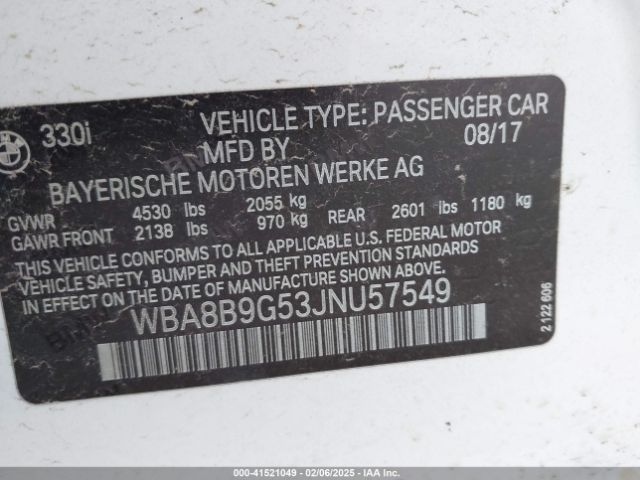 BMW
330i
VEHICLE TYPE: PASSENGER CAR
MFD BY 08/17
BAYERISCHE MOTOREN WERKE AG
GVWR 4530 lbs 2055 kg
GAWR FRONT 2138 lbs 970 kg REAR 2601 lbs 1180 kg
THIS VEHICLE CONFORMS TO ALL APPLICABLE U.S. FEDERAL MOTOR
VEHICLE SAFETY, BUMPER AND THEFT PREVENTION STANDARDS
IN EFFECT ON THE DATE OF MANUFACTURE SHOWN ABOVE.
WBA8B9G53JNU57549
2 122 606
000-41521049 - 02/06/2025 - IAA Inc.